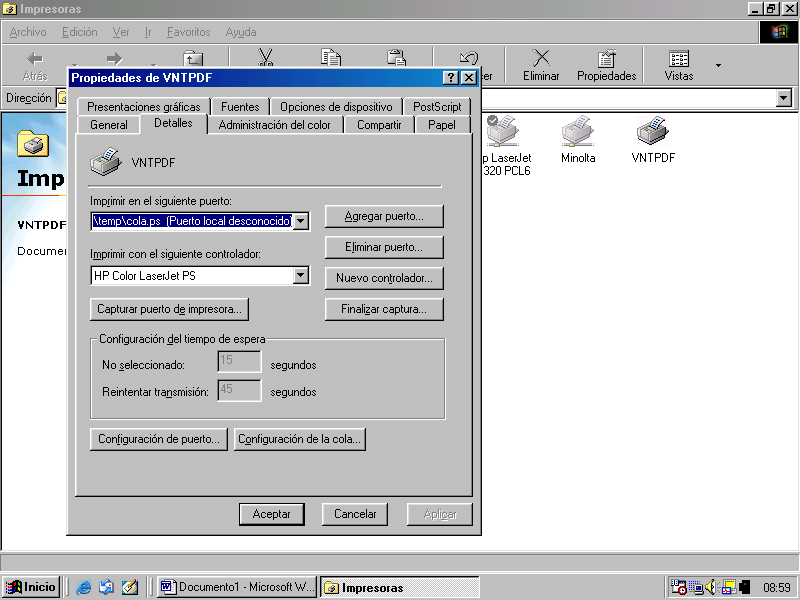 Impresoras
Archivo Edición Ver Ir Favoritos Ayuda
Atrás Eliminar Propiedades Vistas
Dirección
Propiedades de VNTPDF
Presentaciones gráficas Fuentes Opciones de dispositivo PostScript
General Detalles Administración del color Compartir Papel
VNTPDF
Imprimir en el siguiente puerto:
\temp\cola.ps (Puerto local desconocido)
Agregar puerto...
Eliminar puerto...
Imprimir con el siguiente controlador:
HP Color LaserJet PS
Nuevo controlador...
Capturar puerto de impresora...
Finalizar captura...
Configuración del tiempo de espera
No seleccionado: 15 segundos
Reintentar transmisión: 45 segundos
Configuración de puerto... Configuración de la cola...
Aceptar Cancelar Aplicar
Imp
VNTPDF
Documen
p LaserJet
320 PCL6
Minolta
VNTPDF
Inicio
Documento1 - Microsoft W...
Impresoras
08:59